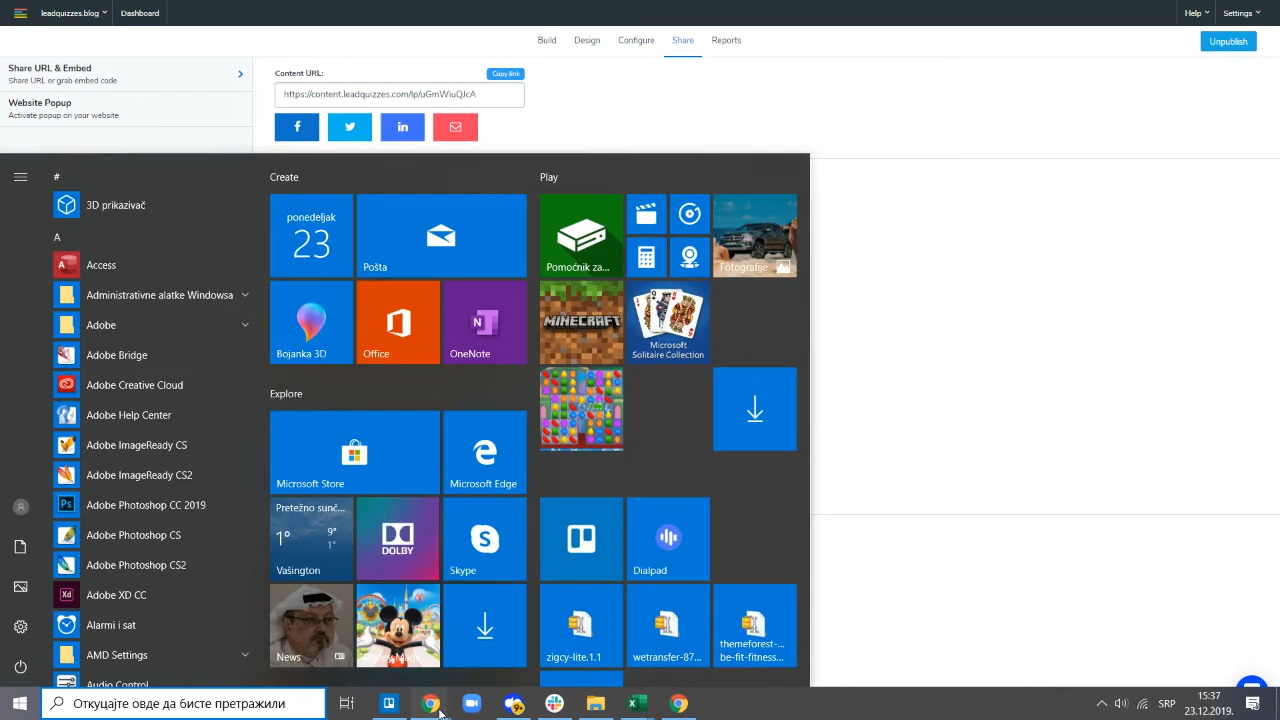 leadquizzes.blog
Dashboard
Help
Settings
Build
Design
Configure
Share
Reports
Unpublish
Share URL & Embed
Share URL or grab embed code
Website Popup
Activate popup on your website
Content URL:
Copy link
https://content.leadquizzes.com/lp/uGmWiuQJcA
#
3D prikazivač
A
Access
Administrativne alatke Windowsa
Adobe
Adobe Bridge
Adobe Creative Cloud
Adobe Help Center
Adobe ImageReady CS
Adobe ImageReady CS2
Adobe Photoshop CC 2019
Adobe Photoshop CS
Adobe Photoshop CS2
Adobe XD CC
Alarmi i sat
AMD Settings
Audio Control
Create
ponedeljak
23
Pošta
Bojanka 3D
Office
OneNote
Explore
Microsoft Store
Microsoft Edge
Pretežno sunč...
1°
9°
1°
Vašington
DOLBY
Skype
News
Play
Pomoćnik za...
Fotografije
MINECRAFT
Microsoft
Solitaire Collection
Dialpad
zigcy-lite.1.1
wetransfer-87...
themeforest-...
be-fit-fitness...
Откуцајте овде да бисте претражили
9+
SRP
15:37
23.12.2019.